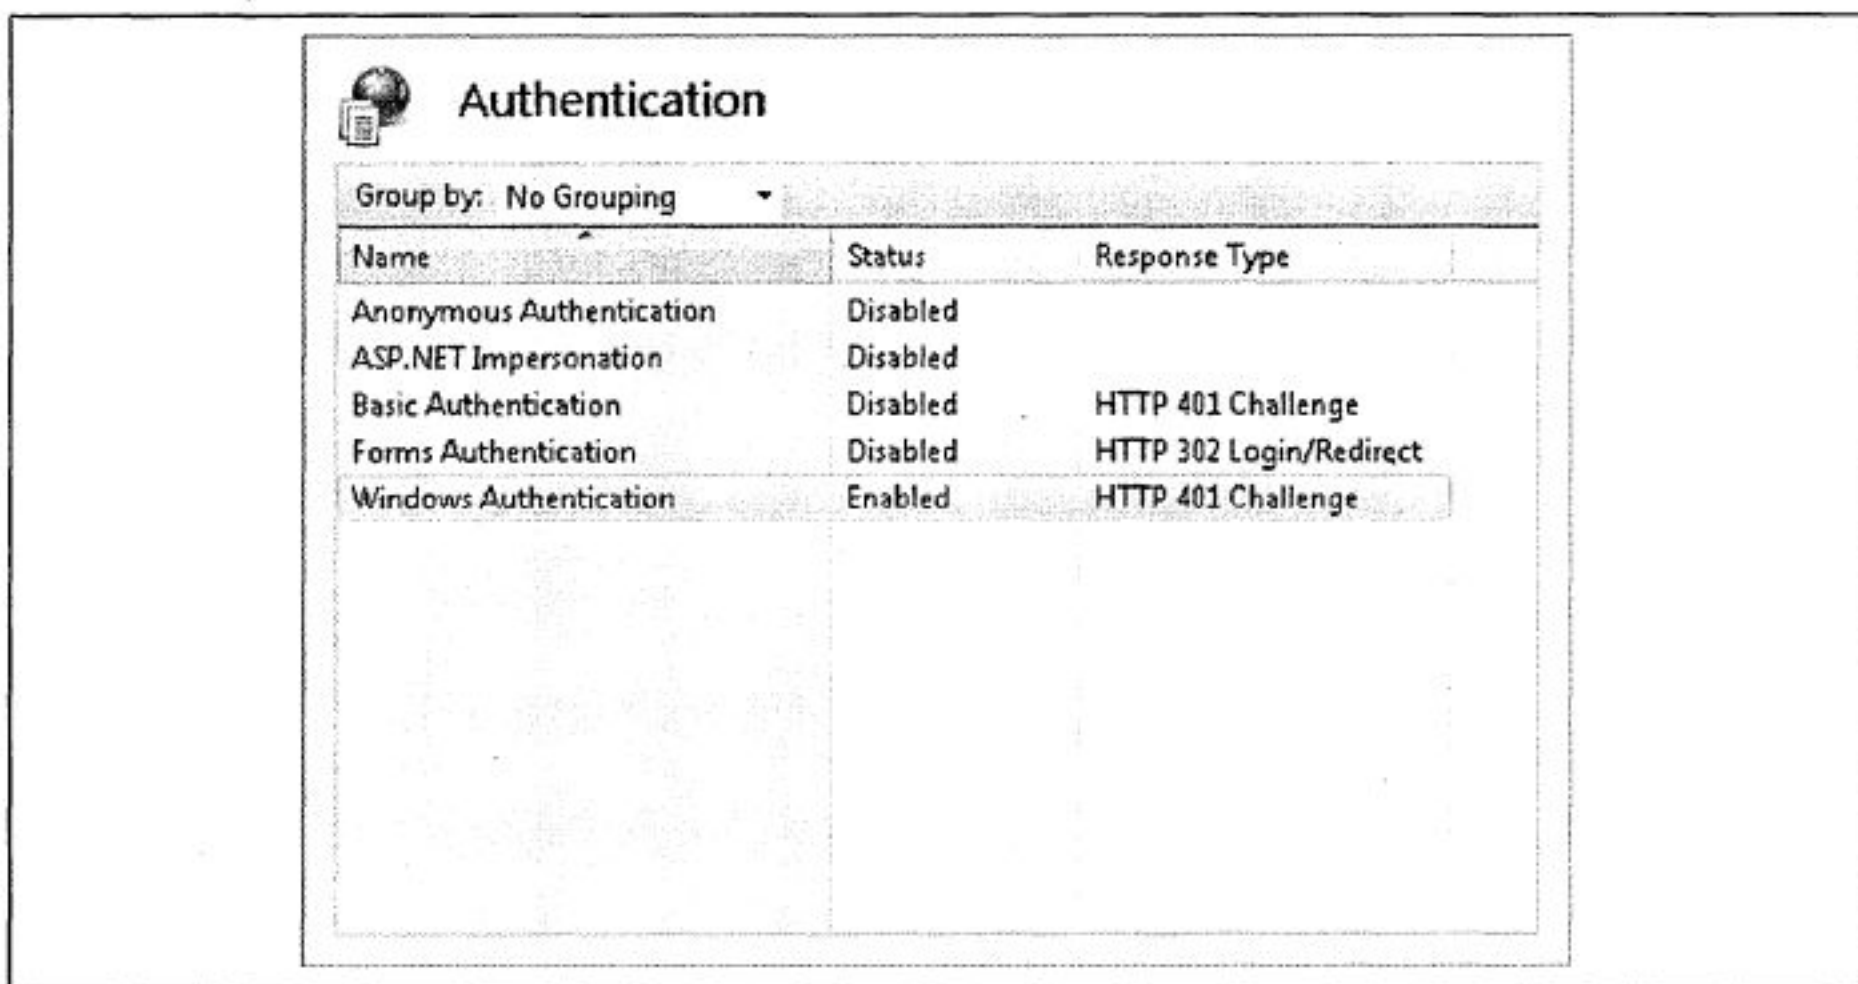 Authentication
Group by: No Grouping
Name Status Response Type
Anonymous Authentication Disabled
ASP.NET Impersonation Disabled
Basic Authentication Disabled HTTP 401 Challenge
Forms Authentication Disabled HTTP 302 Login/Redirect
Windows Authentication Enabled HTTP 401 Challenge